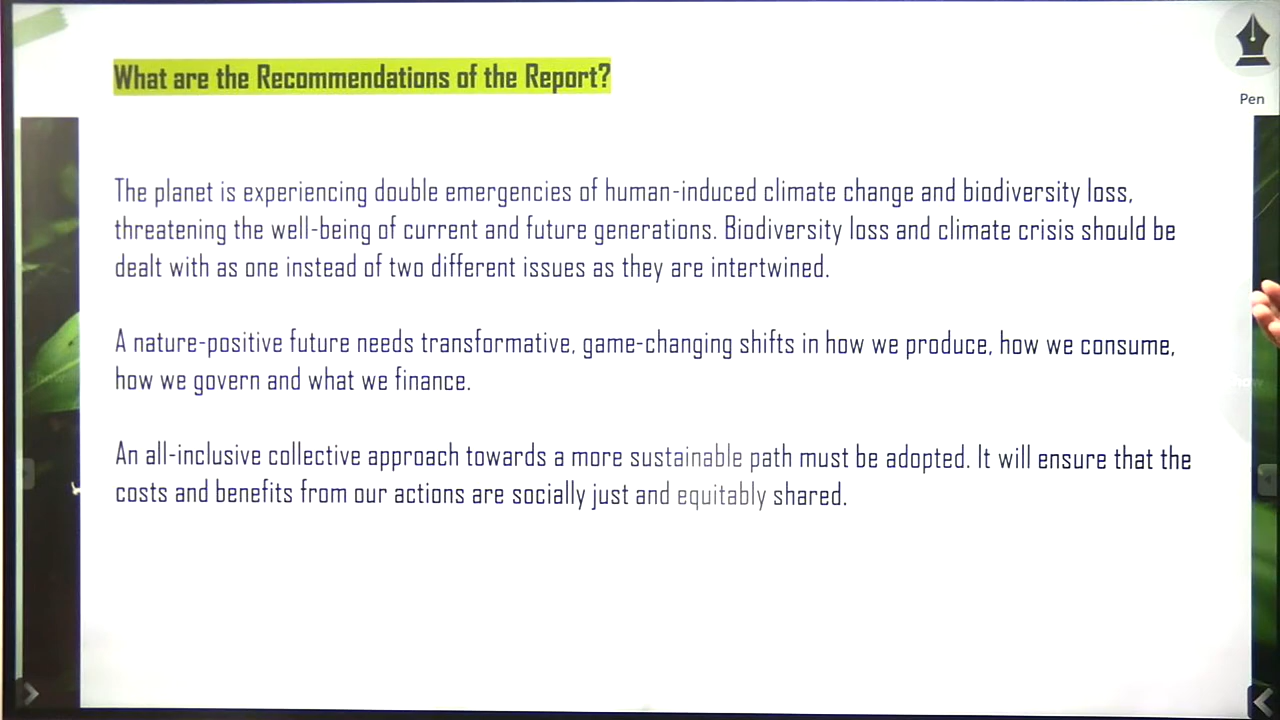 What are the Recommendations of the Report?
Pen
The planet is experiencing double emergencies of human-induced climate change and biodiversity loss,
threatening the well-being of current and future generations. Biodiversity loss and climate crisis should be
dealt with as one instead of two different issues as they are intertwined.
A nature-positive future needs transformative, game-changing shifts in how we produce, how we consume,
how we govern and what we finance.
An all-inclusive collective approach towards a more sustainable path must be adopted. It will ensure that the
costs and benefits from our actions are socially just and equitably shared.